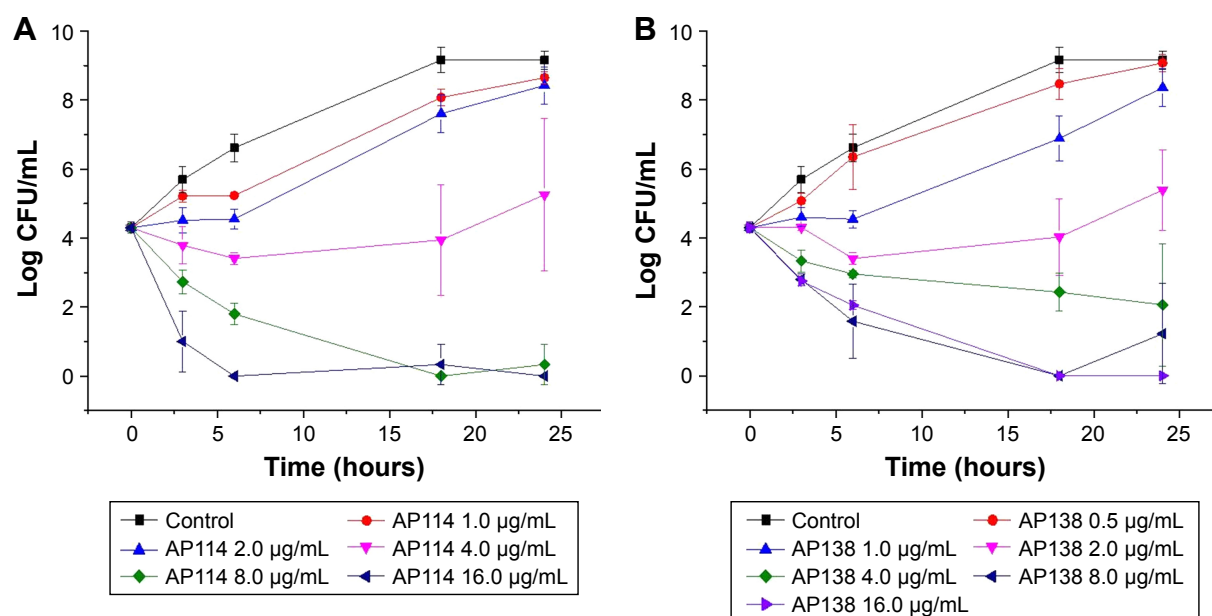 A
10
8
6
4
2
0
Log CFU/mL
0 5 10 15 20 25
Time (hours)
Control AP114 1.0 µg/mL
AP114 2.0 µg/mL AP114 4.0 µg/mL
AP114 8.0 µg/mL AP114 16.0 µg/mL
B
10
8
6
4
2
0
Log CFU/mL
0 5 10 15 20 25
Time (hours)
Control AP138 0.5 µg/mL
AP138 1.0 µg/mL AP138 2.0 µg/mL
AP138 4.0 µg/mL AP138 8.0 µg/mL
AP138 16.0 µg/mL